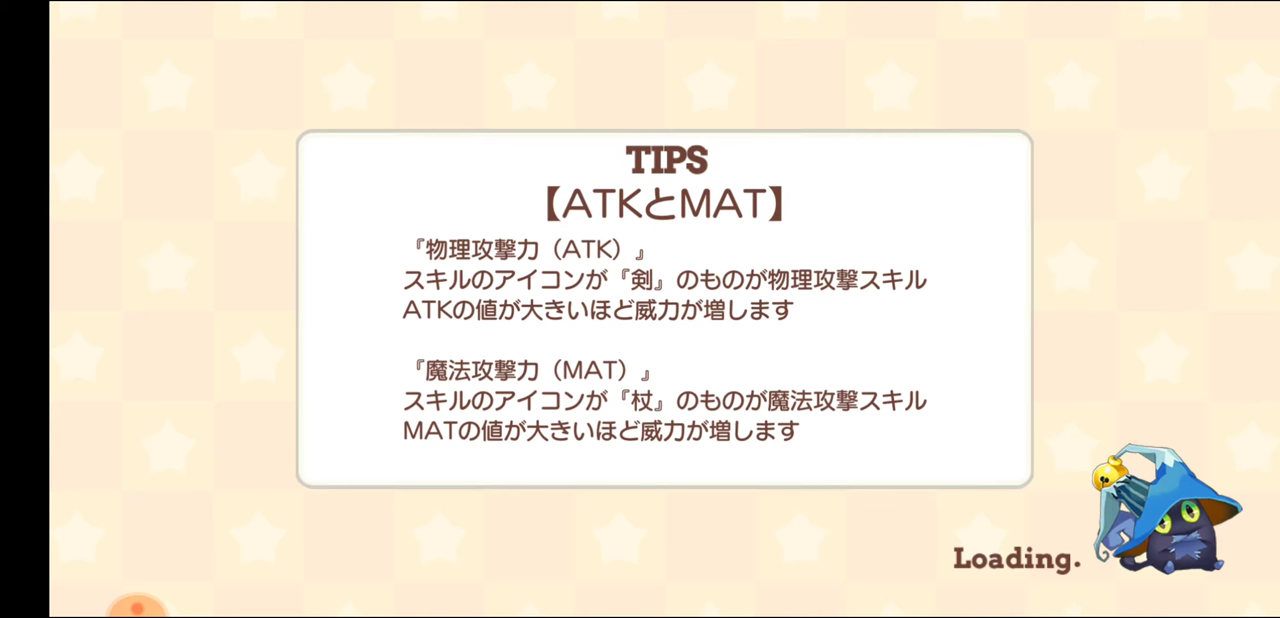 TIPS
【ATKとMAT】
『物理攻撃力（ATK）』
スキルのアイコンが『剣』のものが物理攻撃スキル
ATKの値が大きいほど威力が増します
『魔法攻撃力（MAT）』
スキルのアイコンが『杖』のものが魔法攻撃スキル
MATの値が大きいほど威力が増します
Loading.